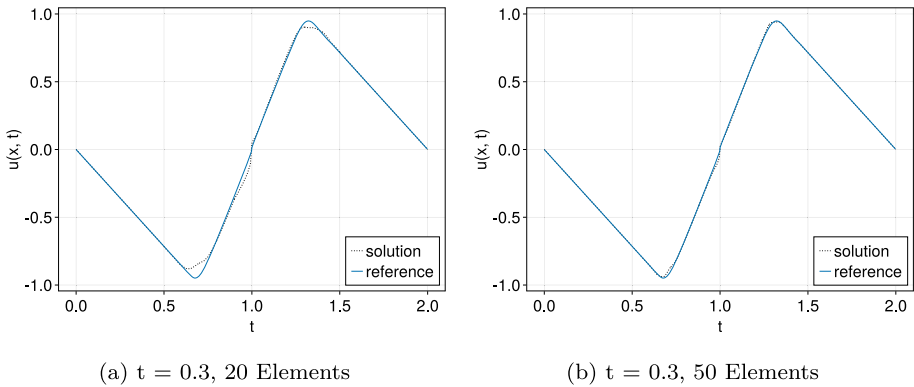 1.0
0.5
0.0
-0.5
-1.0
u(x, t)
0.0 0.5 1.0 1.5 2.0
t
solution
reference
(a) t = 0.3, 20 Elements
1.0
0.5
0.0
-0.5
-1.0
u(x, t)
0.0 0.5 1.0 1.5 2.0
t
solution
reference
(b) t = 0.3, 50 Elements